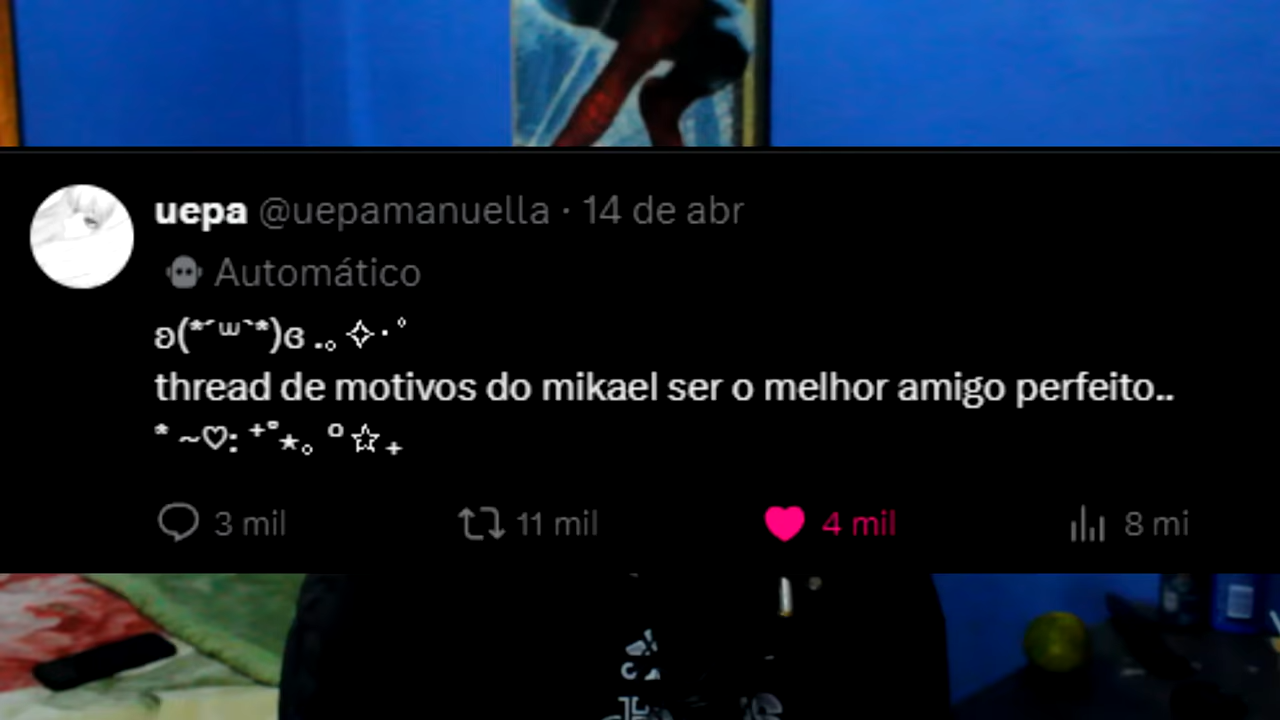 uepa @uepamanuella · 14 de abr
Automático
ʚ(*´꒳`*)ɞ .｡✧･ﾟ
thread de motivos do mikael ser o melhor amigo perfeito..
* ~♡: ⁺˚⋆｡ °☆₊
3 mil 11 mil 4 mil 8 mi